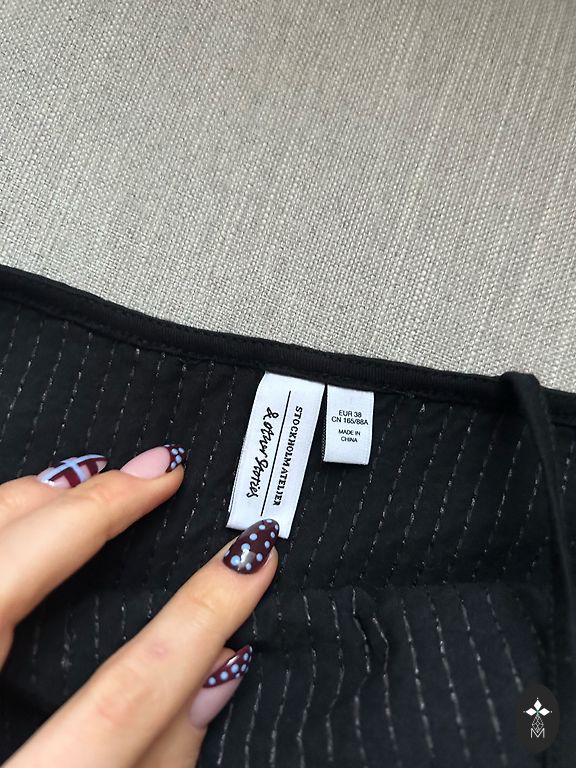 & Other Stories
STOCKHOLM ATELIER
EUR 38
CN 165/88A
MADE IN
CHINA
M